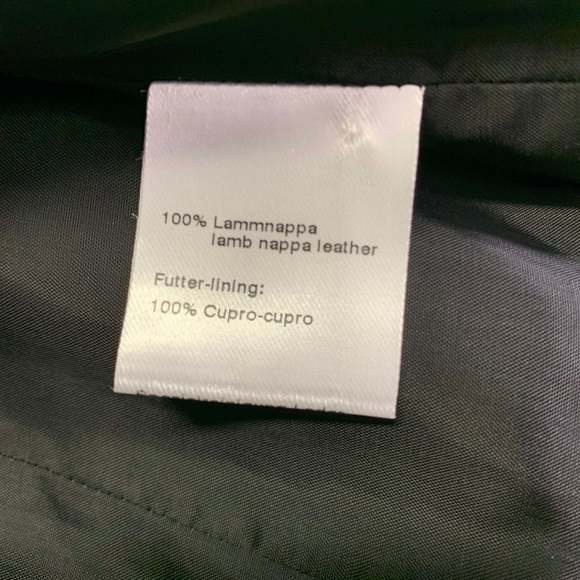 100% Lammnappa
lamb nappa leather
Futter-lining:
100% Cupro-cupro